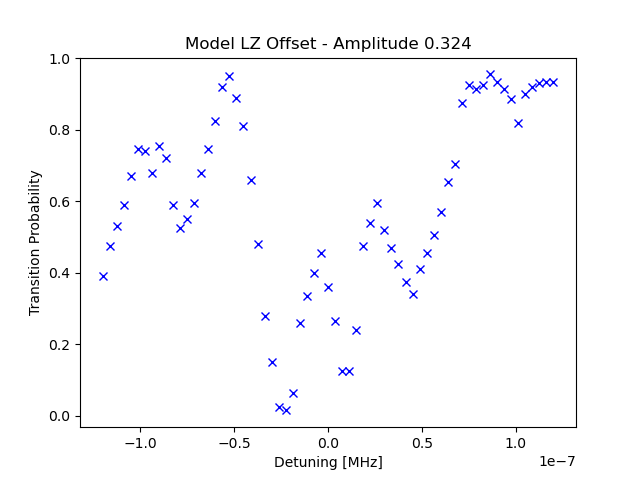 Model LZ Offset - Amplitude 0.324
1.0
0.8
0.6
0.4
0.2
0.0
Transition Probability
−1.0 −0.5 0.0 0.5 1.0
1e−7
Detuning [MHz]